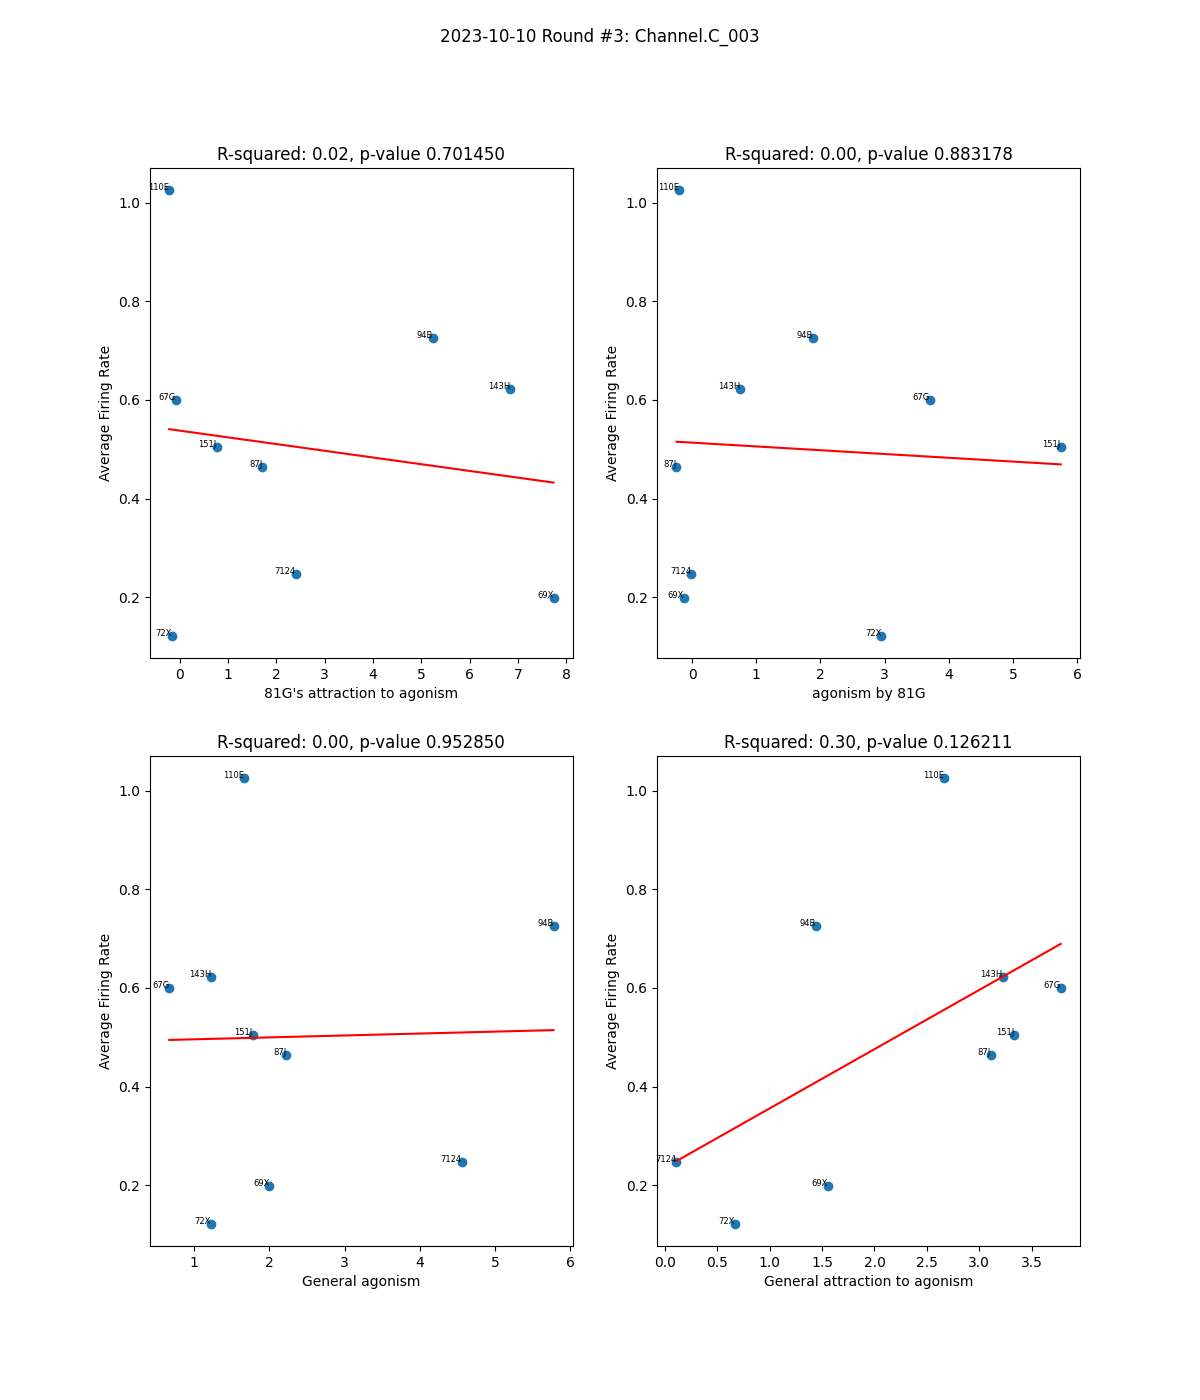 2023-10-10 Round #3: Channel.C_003
R-squared: 0.02, p-value 0.701450
Average Firing Rate
1.0
0.8
0.6
0.4
0.2
110E
94B
143H
67G
151J
87J
7124
69X
72X
0 1 2 3 4 5 6 7 8
81G's attraction to agonism
R-squared: 0.00, p-value 0.883178
Average Firing Rate
1.0
0.8
0.6
0.4
0.2
110E
94B
143H
67G
151J
87J
7124
69X
72X
0 1 2 3 4 5 6
agonism by 81G
R-squared: 0.00, p-value 0.952850
Average Firing Rate
1.0
0.8
0.6
0.4
0.2
110E
94B
143H
67G
151J
87J
7124
69X
72X
1 2 3 4 5 6
General agonism
R-squared: 0.30, p-value 0.126211
Average Firing Rate
1.0
0.8
0.6
0.4
0.2
110E
94B
143H
67G
151J
87J
7124
69X
72X
0.0 0.5 1.0 1.5 2.0 2.5 3.0 3.5
General attraction to agonism